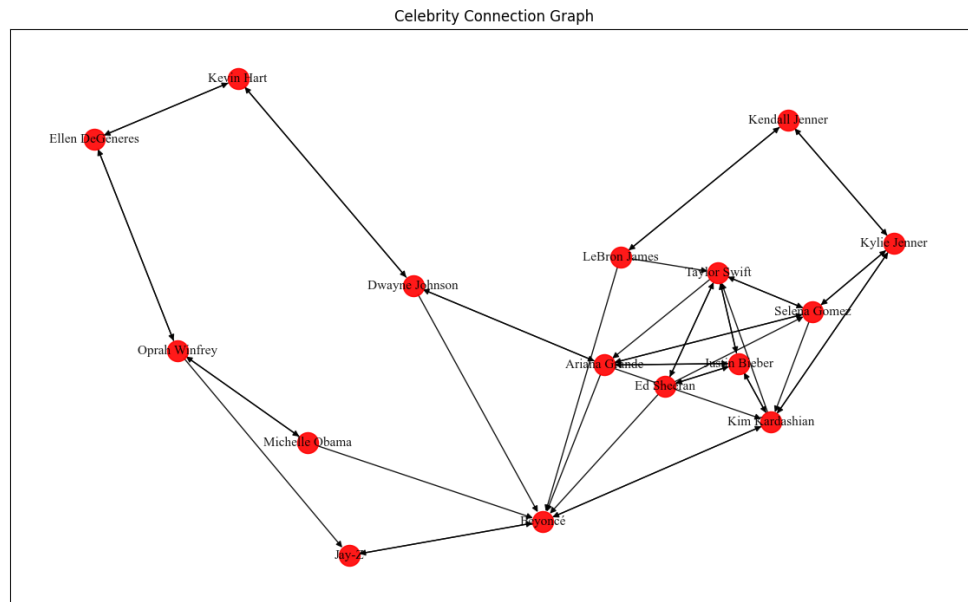 Celebrity Connection Graph
Kevin Hart
Kendall Jenner
Ellen DeGeneres
Kylie Jenner
LeBron James
Taylor Swift
Dwayne Johnson
Selena Gomez
Oprah Winfrey
Ariana Grande
Justin Bieber
Ed Sheeran
Kim Kardashian
Michelle Obama
Beyoncé
Jay-Z